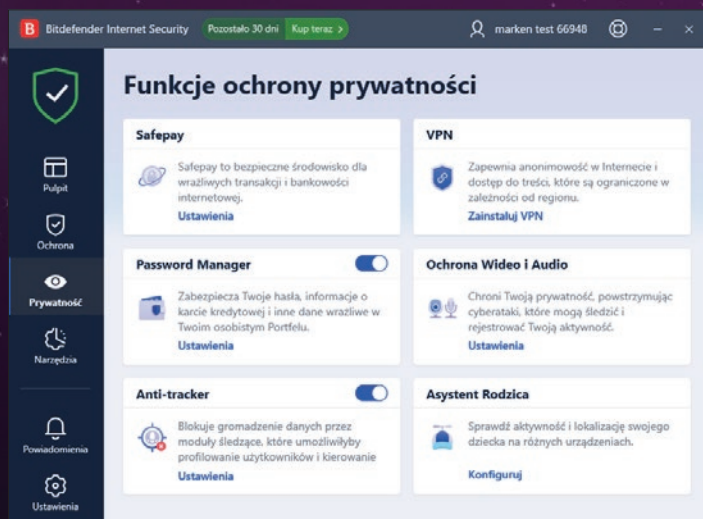 B Bitdefender Internet Security Pozostało 30 dni Kup teraz > marken test 66948
Funkcje ochrony prywatności
Pulpit
Ochrona
Prywatność
Narzędzia
Powiadomienia
Ustawienia
Safepay
Safepay to bezpieczne środowisko dla
wrażliwych transakcji i bankowości
internetowej.
Ustawienia
VPN
Zapewnia anonimowość w Internecie i
dostęp do treści, które są ograniczone w
zależności od regionu.
Zainstaluj VPN
Password Manager
Zabezpiecza Twoje hasła, informacje o
karcie kredytowej i inne dane wrażliwe w
Twoim osobistym Portfelu.
Ustawienia
Ochrona Wideo i Audio
Chroni Twoją prywatność, powstrzymując
cyberataki, które mogą śledzić i
rejestrować Twoją aktywność.
Ustawienia
Anti-tracker
Blokuje gromadzenie danych przez
moduły śledzące, które umożliwiłyby
profilowanie użytkowników i kierowanie
Ustawienia
Asystent Rodzica
Sprawdź aktywność i lokalizację swojego
dziecka na różnych urządzeniach.
Konfiguruj